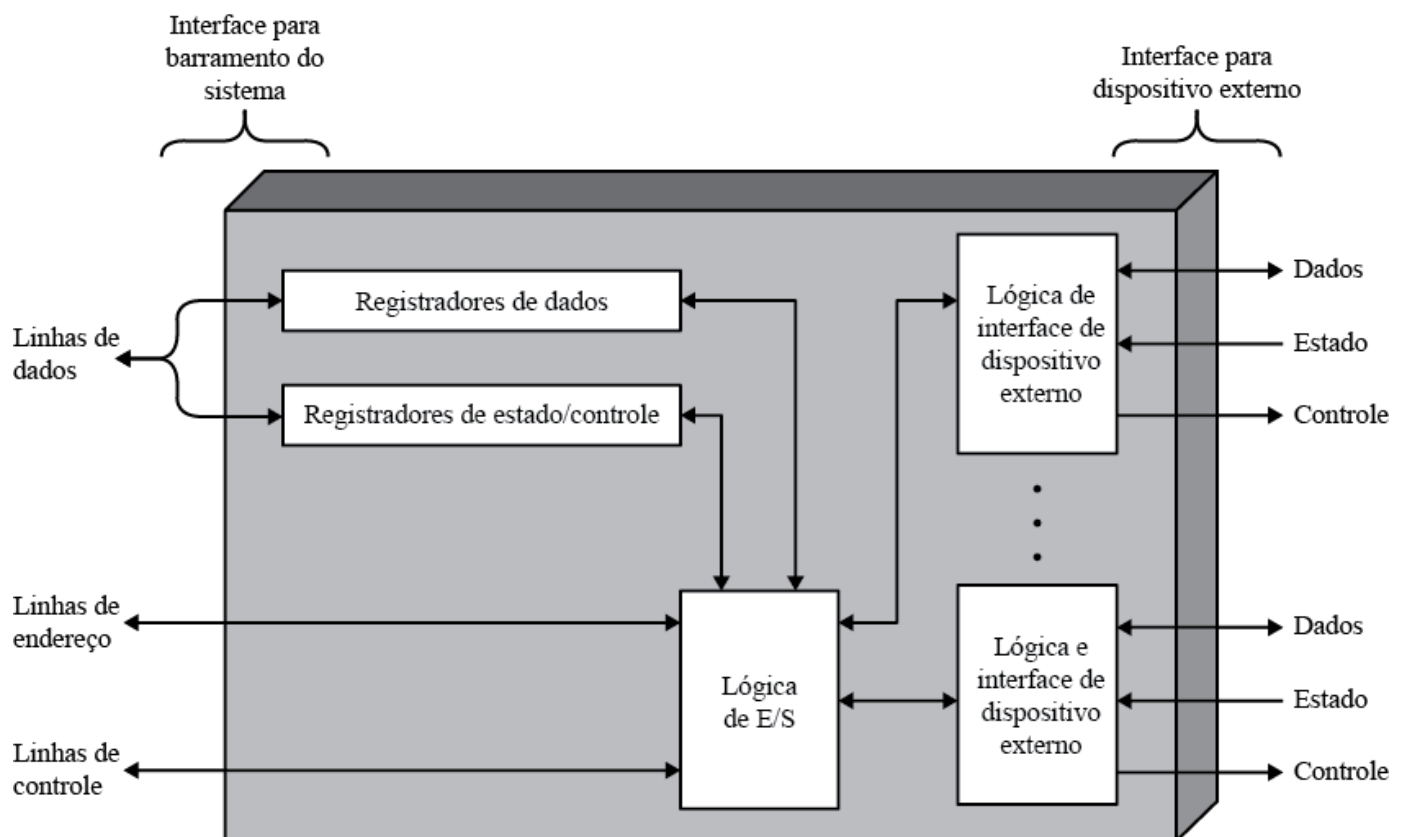 Interface para
barramento do
sistema
Interface para
dispositivo externo
Registradores de dados
Linhas de
dados
Registradores de estado/controle
Lógica de
interface de
dispositivo
externo
Dados
Estado
Controle
Linhas de
endereço
Lógica
de E/S
Lógica e
interface de
dispositivo
externo
Dados
Estado
Controle
Linhas de
controle